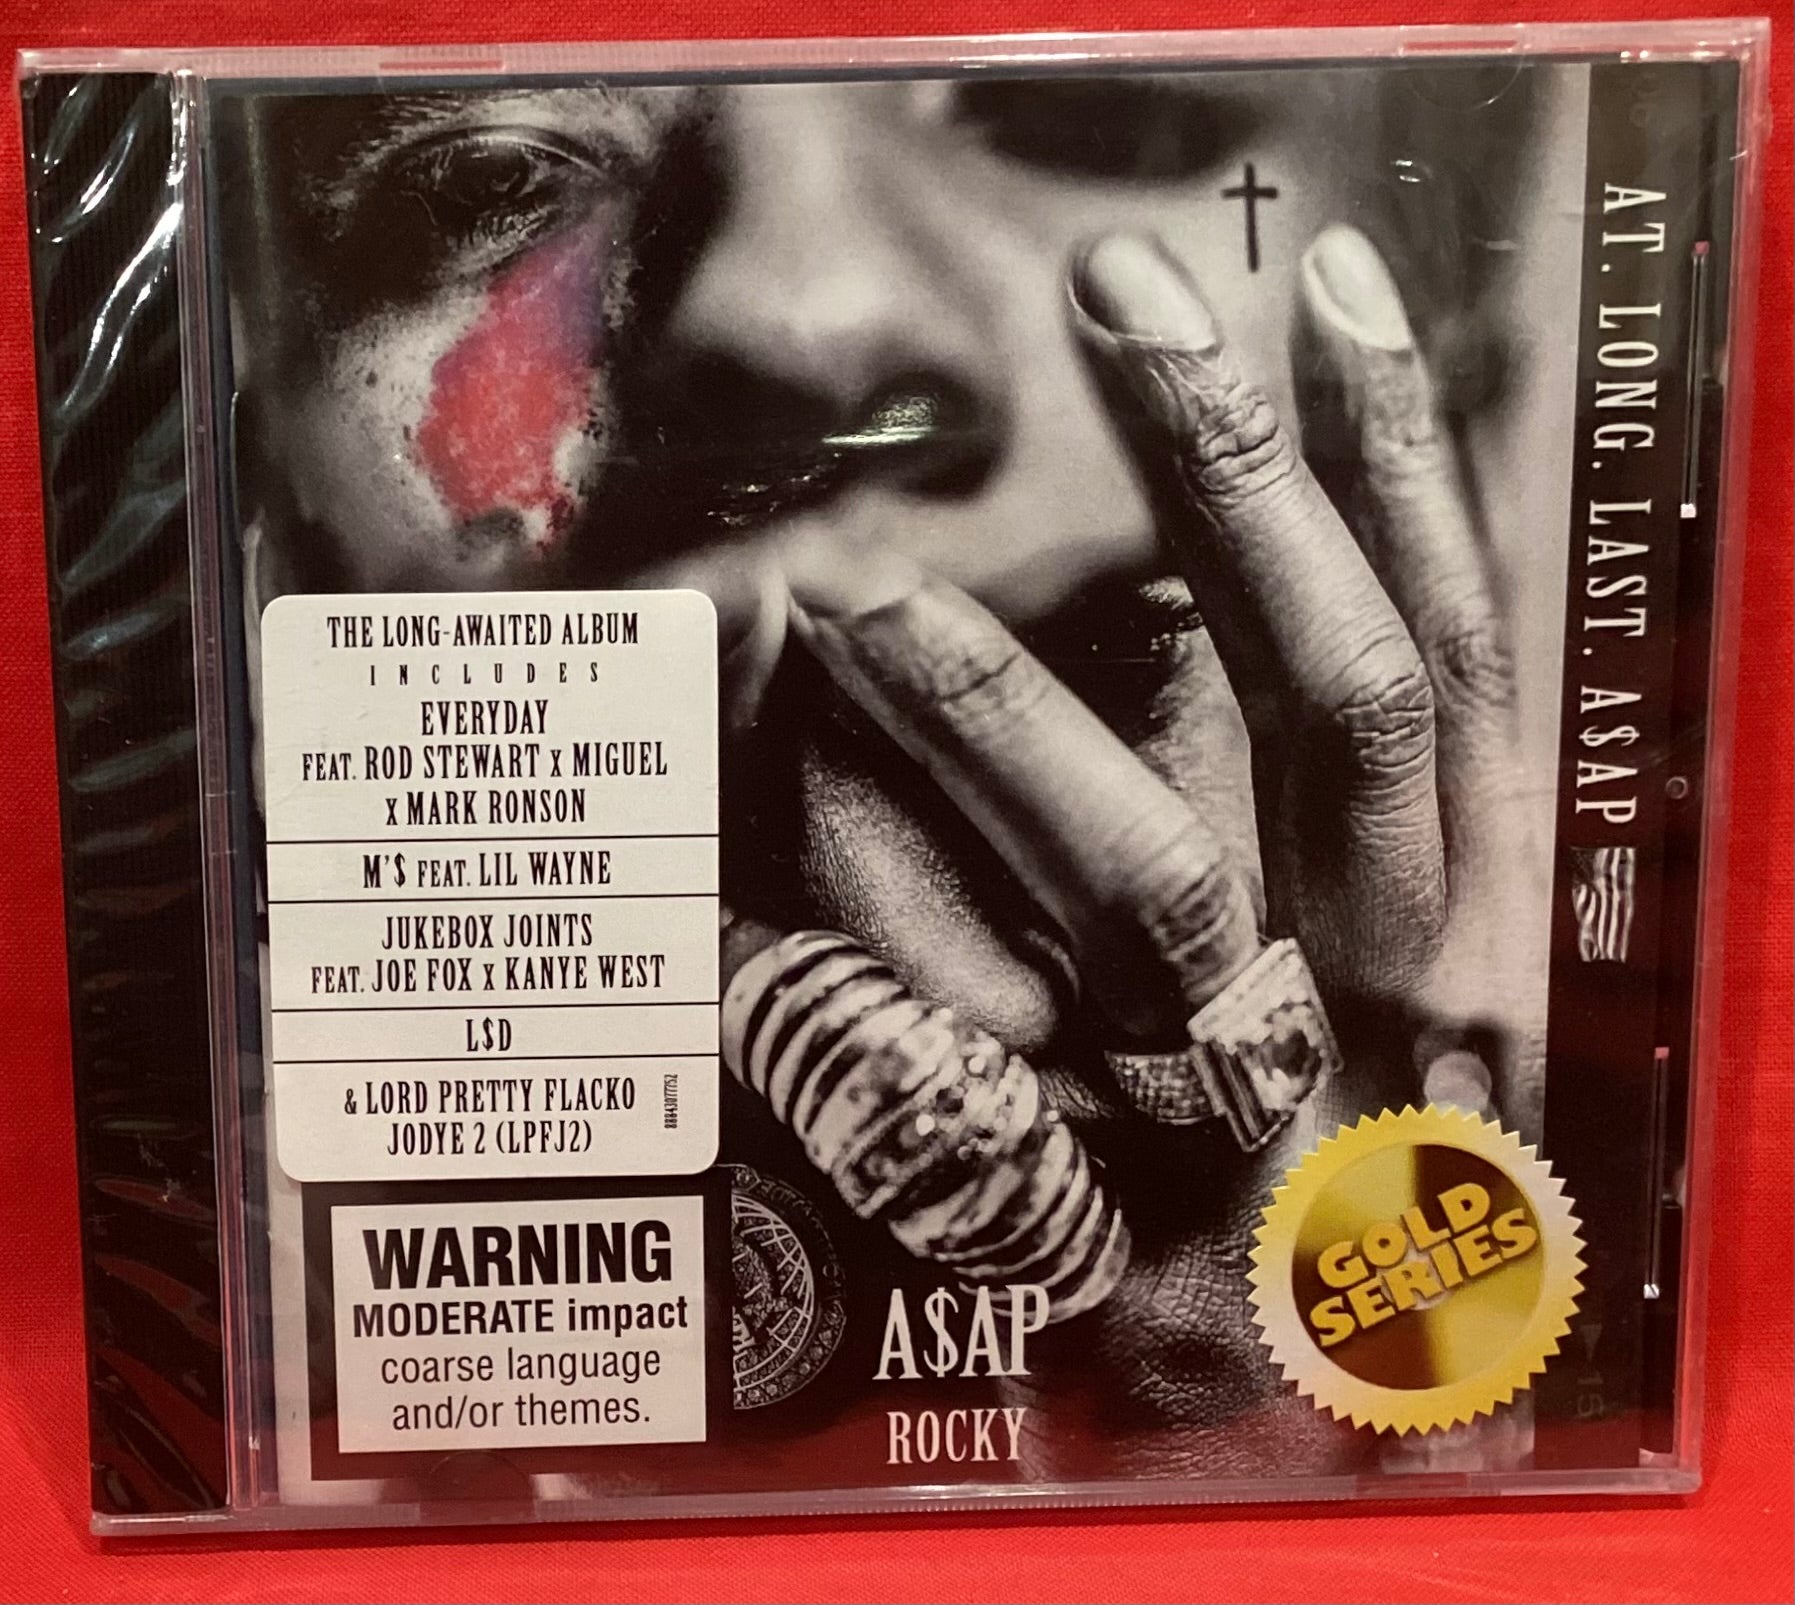 THE LONG-AWAITED ALBUM
INCLUDES
EVERYDAY
FEAT. ROD STEWART x MIGUEL
x MARK RONSON
M'$ FEAT. LIL WAYNE
JUKEBOX JOINTS
FEAT. JOE FOX x KANYE WEST
L$D
& LORD PRETTY FLACKO
JODYE 2 (LPFJ2)
88843077752
WARNING
MODERATE impact
coarse language
and/or themes.
A$AP
ROCKY
GOLD
SERIES
AT. LONG. LAST. A$AP
15